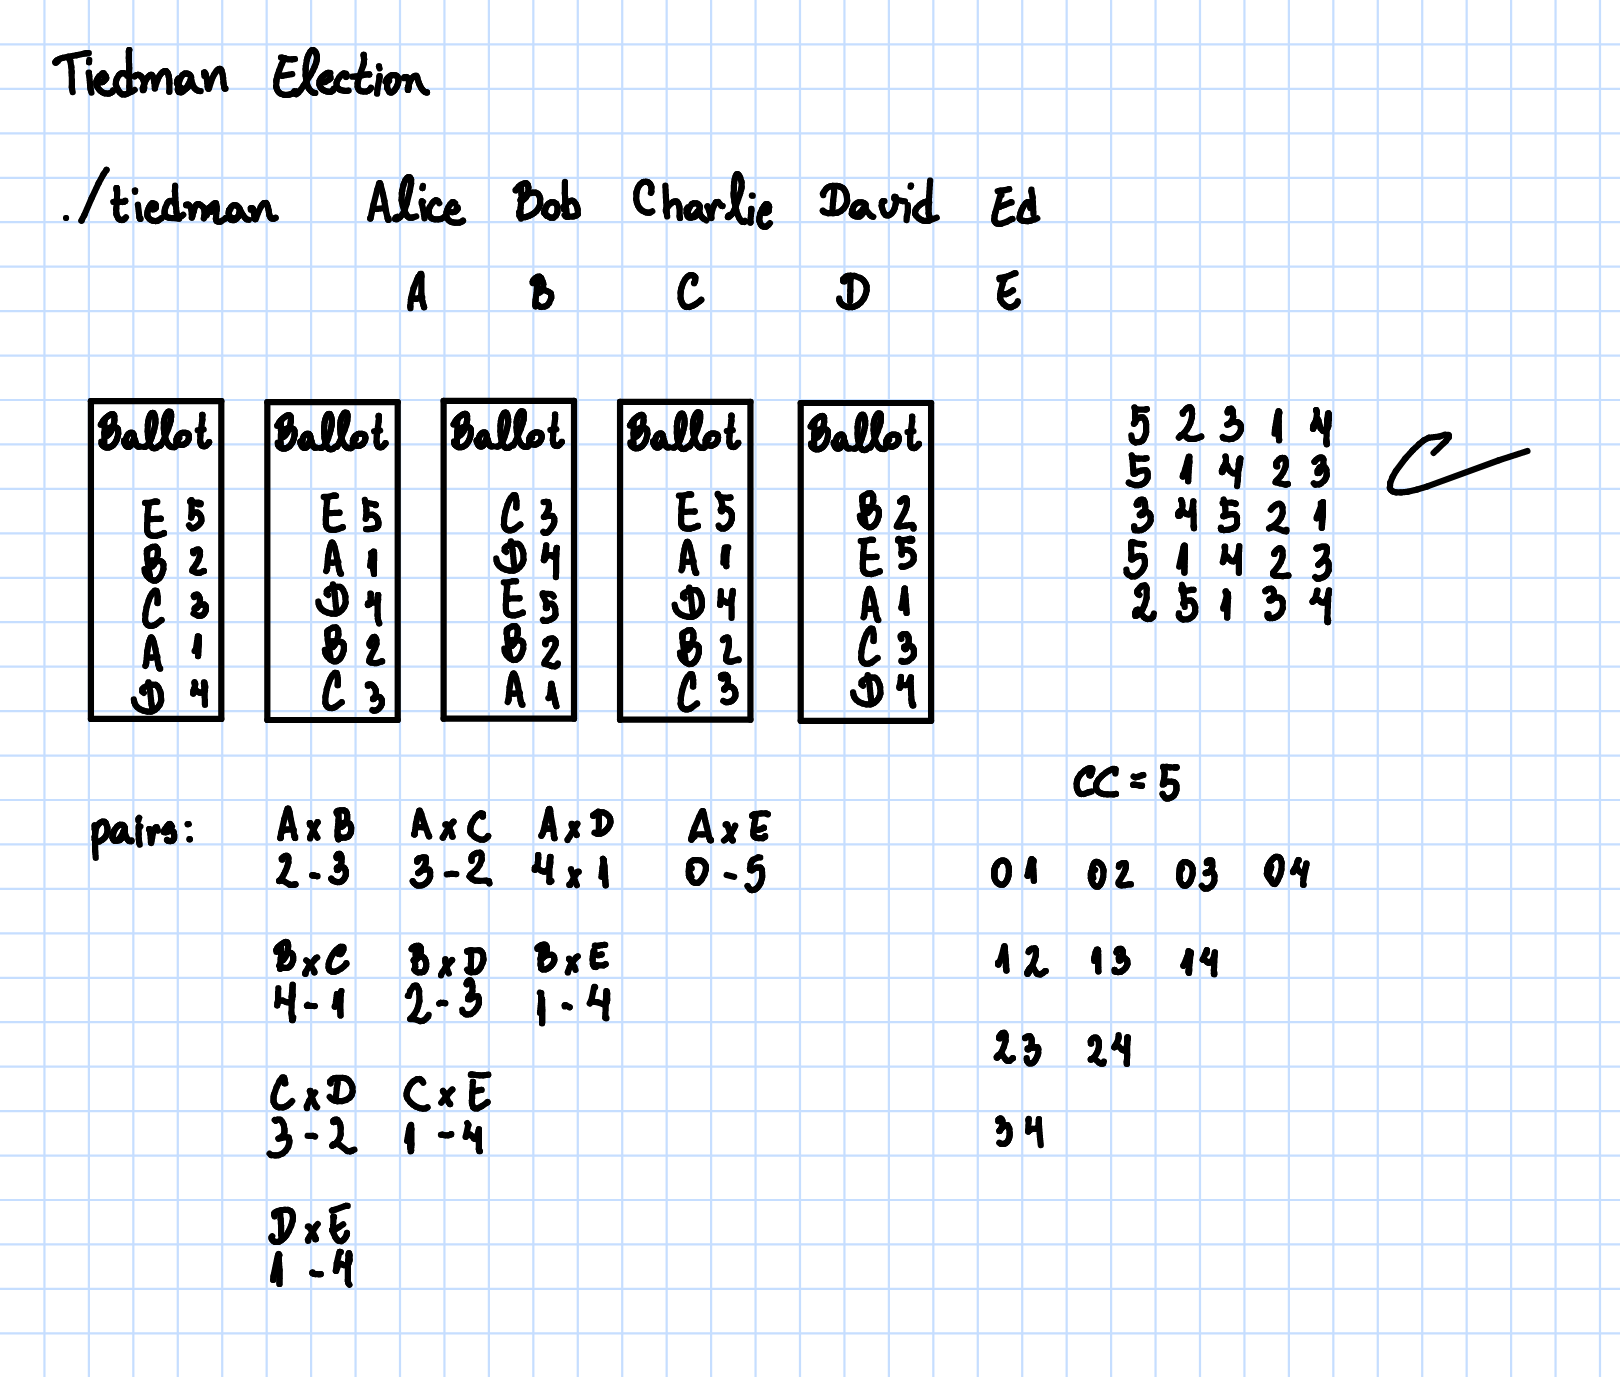 Tiedman Election
./tiedman Alice Bob Charlie David Ed
A B C D E
Ballot Ballot Ballot Ballot Ballot
E 5 E 5 C 3 E 5 B 2
B 2 A 1 D 4 A 1 E 5
C 3 D 4 E 5 D 4 A 1
A 1 B 2 B 2 B 2 C 3
D 4 C 3 A 1 C 3 D 4
5 2 3 1 4
5 1 4 2 3
3 4 5 2 1
5 1 4 2 3
2 5 1 3 4
CC = 5
pairs: A x B A x C A x D A x E
2 - 3 3 - 2 4 x 1 0 - 5
B x C B x D B x E
4 - 1 2 - 3 1 - 4
C x D C x E
3 - 2 1 - 4
D x E
1 - 4
01 02 03 04
12 13 14
23 24
34